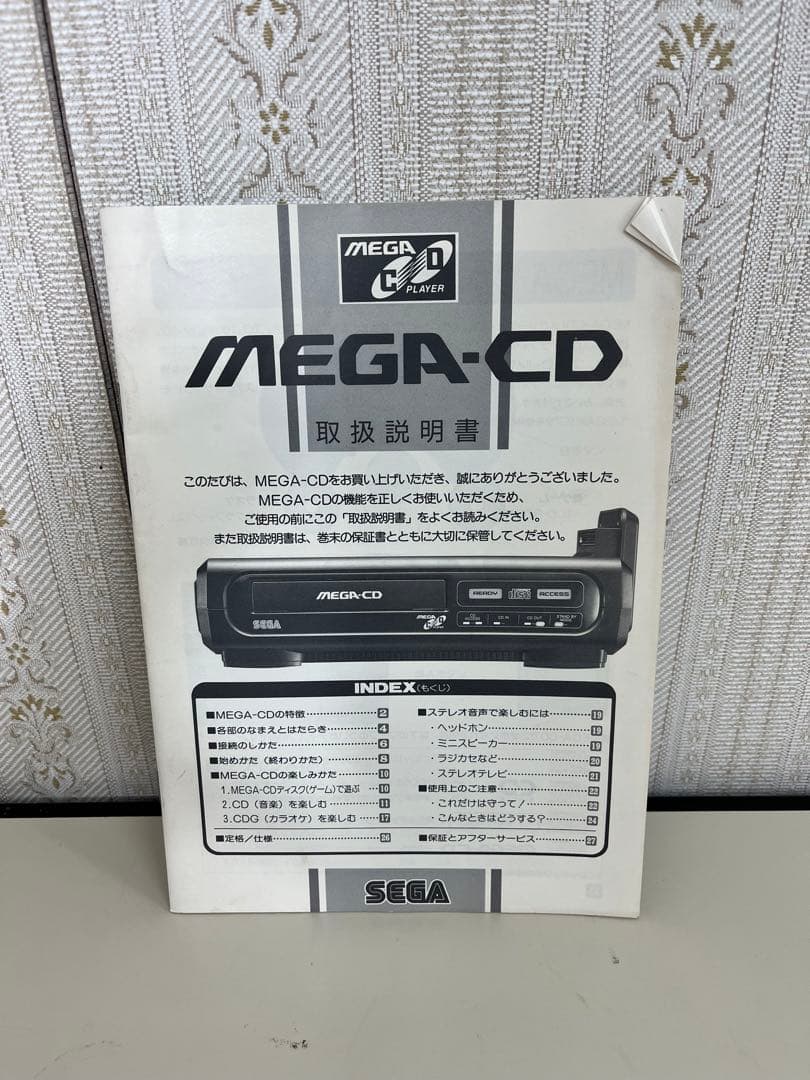 MEGA
CD
PLAYER
MEGA-CD
取扱説明書
このたびは、MEGA-CDをお買い上げいただき、誠にありがとうございました。
MEGA-CDの機能を正しくお使いいただくため、
ご使用の前にこの「取扱説明書」をよくお読みください。
また取扱説明書は、巻末の保証書とともに大切に保管してください。
MEGA-CD
READY
ACCESS
SEGA
MEGA
CD
CD IN
CD OUT
STAND BY
INDEX(もくじ)
■MEGA-CDの特徴 2
■各部のなまえとはたらき 4
■接続のしかた 6
■始めかた(終わりかた) 8
■MEGA-CDの楽しみかた 10
1.MEGA-CDディスク(ゲーム)で遊ぶ 10
2.CD(音楽)を楽しむ 11
3.CDG(カラオケ)を楽しむ 17
■定格/仕様 26
■ステレオ音声で楽しむには 19
・ヘッドホン 19
・ミニスピーカー 19
・ラジカセなど 20
・ステレオテレビ 21
■使用上のご注意 22
・これだけは守って! 22
・こんなときはどうする? 24
■保証とアフターサービス 27
SEGA